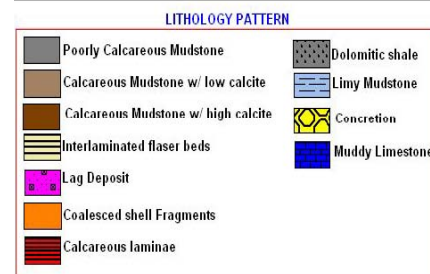 LITHOLOGY PATTERN
Poorly Calcareous Mudstone
Calcareous Mudstone w/ low calcite
Calcareous Mudstone w/ high calcite
Interlaminated flaser beds
Lag Deposit
Coalesced shell Fragments
Calcareous laminae
Dolomitic shale
Limy Mudstone
Concretion
Muddy Limestone